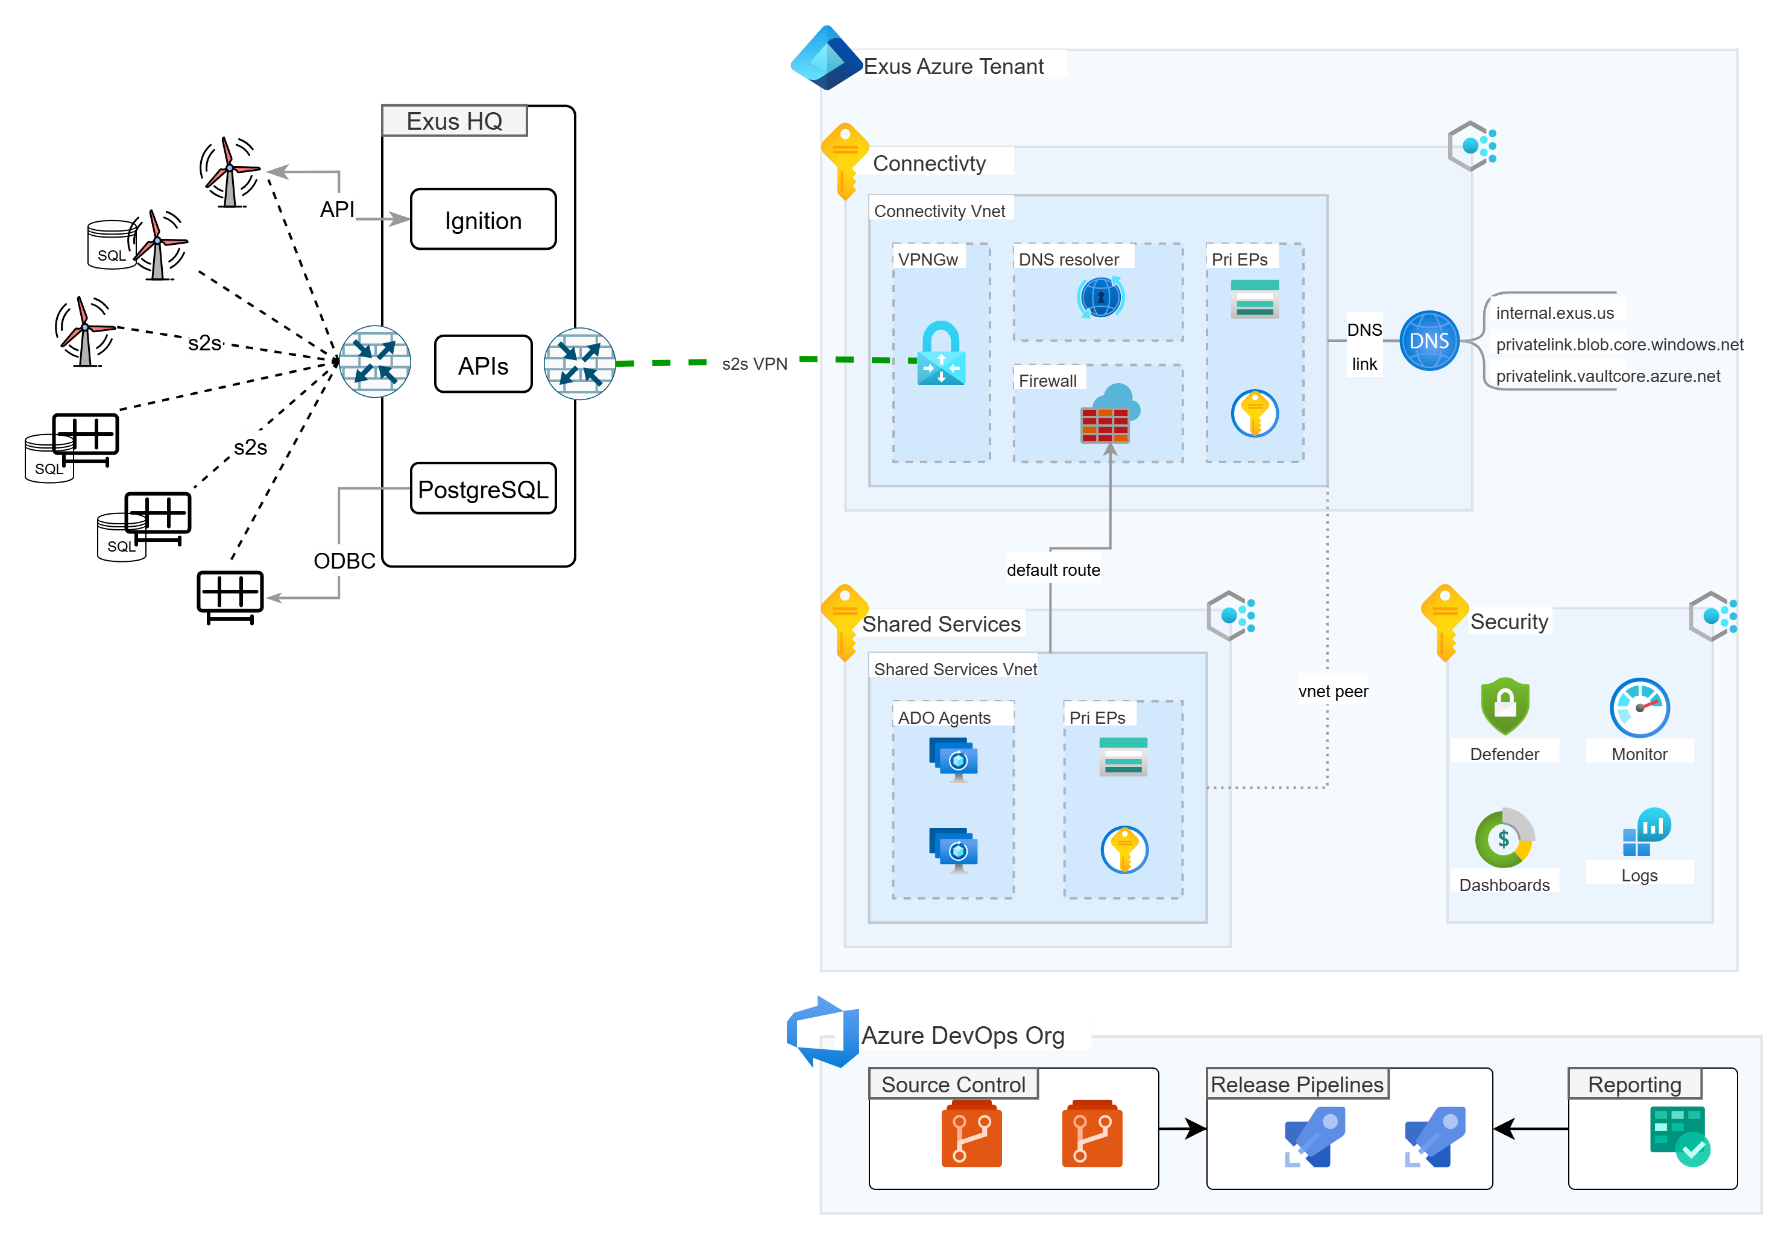 Exus Azure Tenant
Exus HQ
Connectivty
API
Ignition
Connectivity Vnet
SQL
VPNGw
DNS resolver
Pri EPs
internal.exus.us
DNS
DNS
privatelink.blob.core.windows.net
s2s
APIs
s2s VPN
link
privatelink.vaultcore.azure.net
Firewall
s2s
SQL
PostgreSQL
SQL
ODBC
default route
Shared Services
Security
Shared Services Vnet
vnet peer
ADO Agents
Pri EPs
Defender
Monitor
$
Dashboards
Logs
Azure DevOps Org
Source Control
Release Pipelines
Reporting